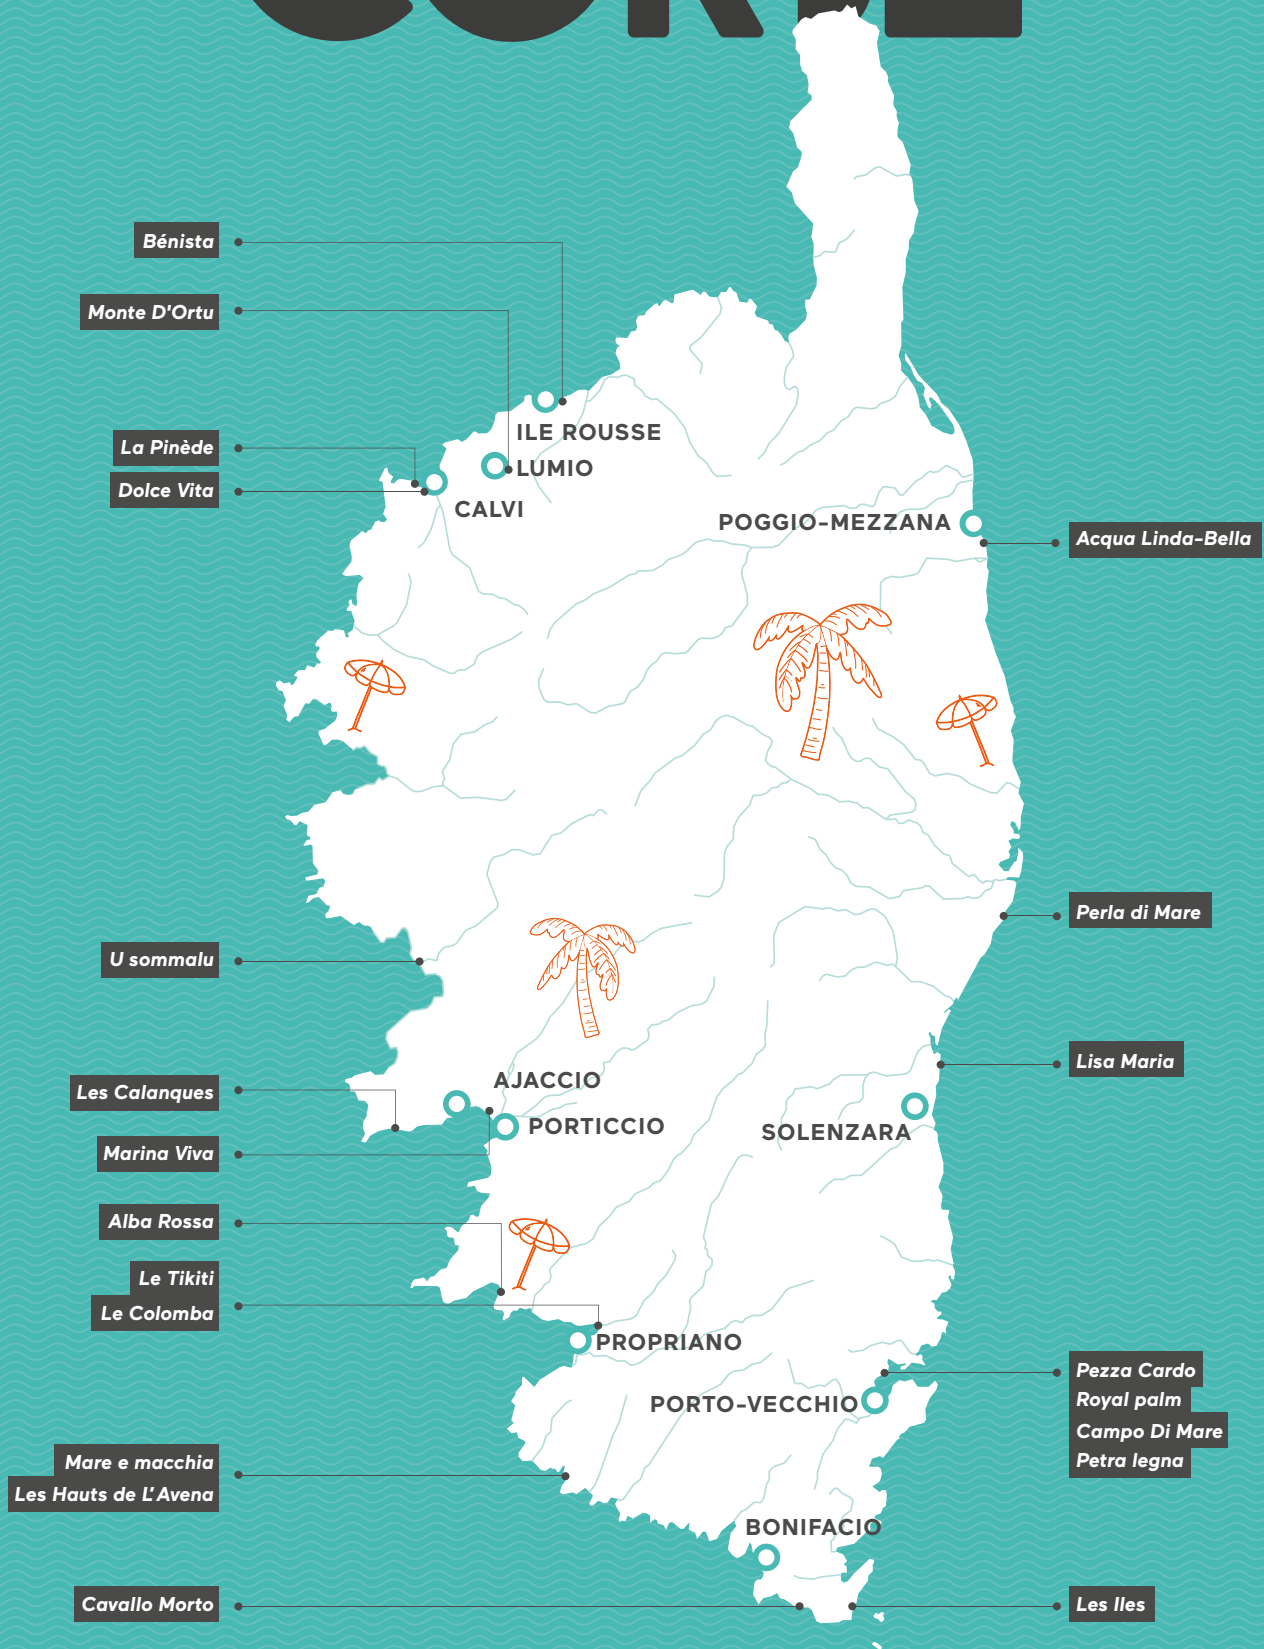 CORSE
Bénista
Monte D'Ortu
ILE ROUSSE
La Pinède
LUMIO
Dolce Vita
CALVI
POGGIO-MEZZANA
Acqua Linda-Bella
Perla di Mare
U sommalu
Lisa Maria
Les Calanques
AJACCIO
PORTICCIO
SOLENZARA
Marina Viva
Alba Rossa
Le Tikiti
Le Colomba
PROPRIANO
Pezza Cardo
Royal palm
PORTO-VECCHIO
Campo Di Mare
Petra legna
Mare e macchia
Les Hauts de L'Avena
BONIFACIO
Cavallo Morto
Les Iles